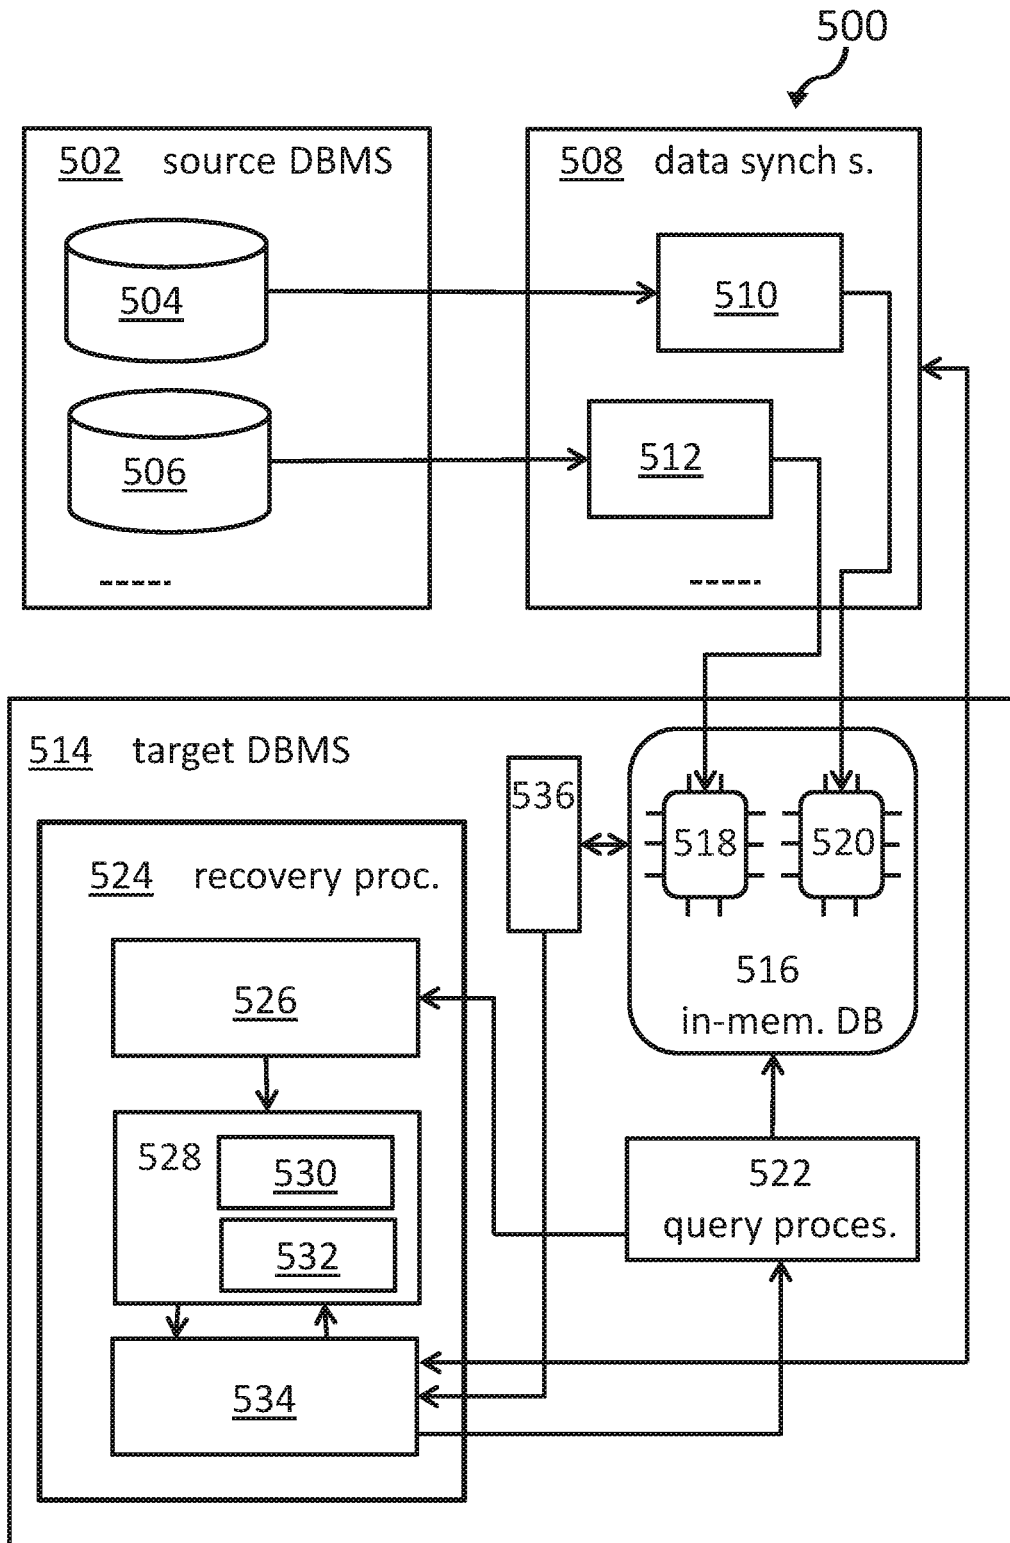 500
502 source DBMS
508 data synch s.
504
510
506
512
514 target DBMS
536
518
520
524 recovery proc.
516
in-mem. DB
526
528
530
522
query proces.
532
534